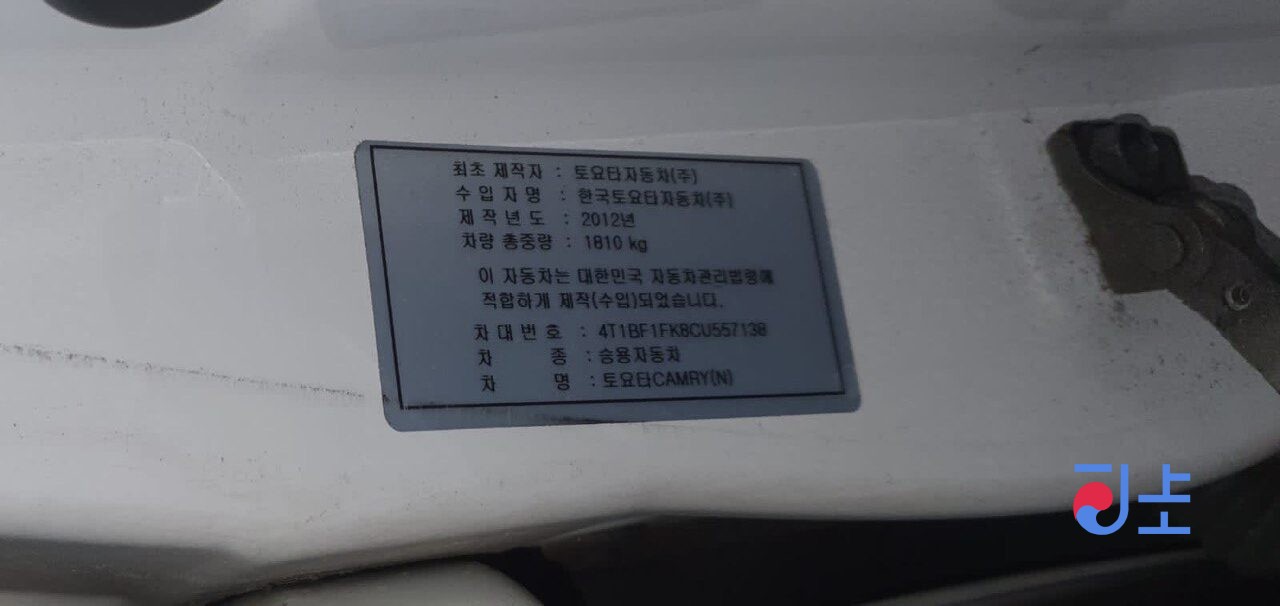 최초 제작자 : 토요타자동차(주)
수 입 자 명 : 한국토요타자동차(주)
제 작 년 도 : 2012년
차량 총중량 : 1810 kg
이 자동차는 대한민국 자동차관리법령에
적합하게 제작(수입)되었습니다.
차 대 번 호 : 4T1BF1FK8CU557138
차 종 : 승용자동차
차 명 : 토요타CAMRY(N)